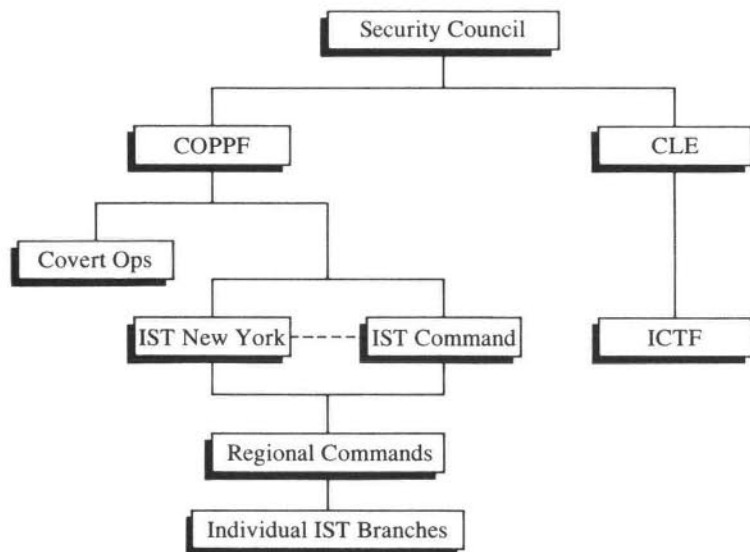 Security Council
COPPF
CLE
Covert Ops
IST New York
IST Command
ICTF
Regional Commands
Individual IST Branches